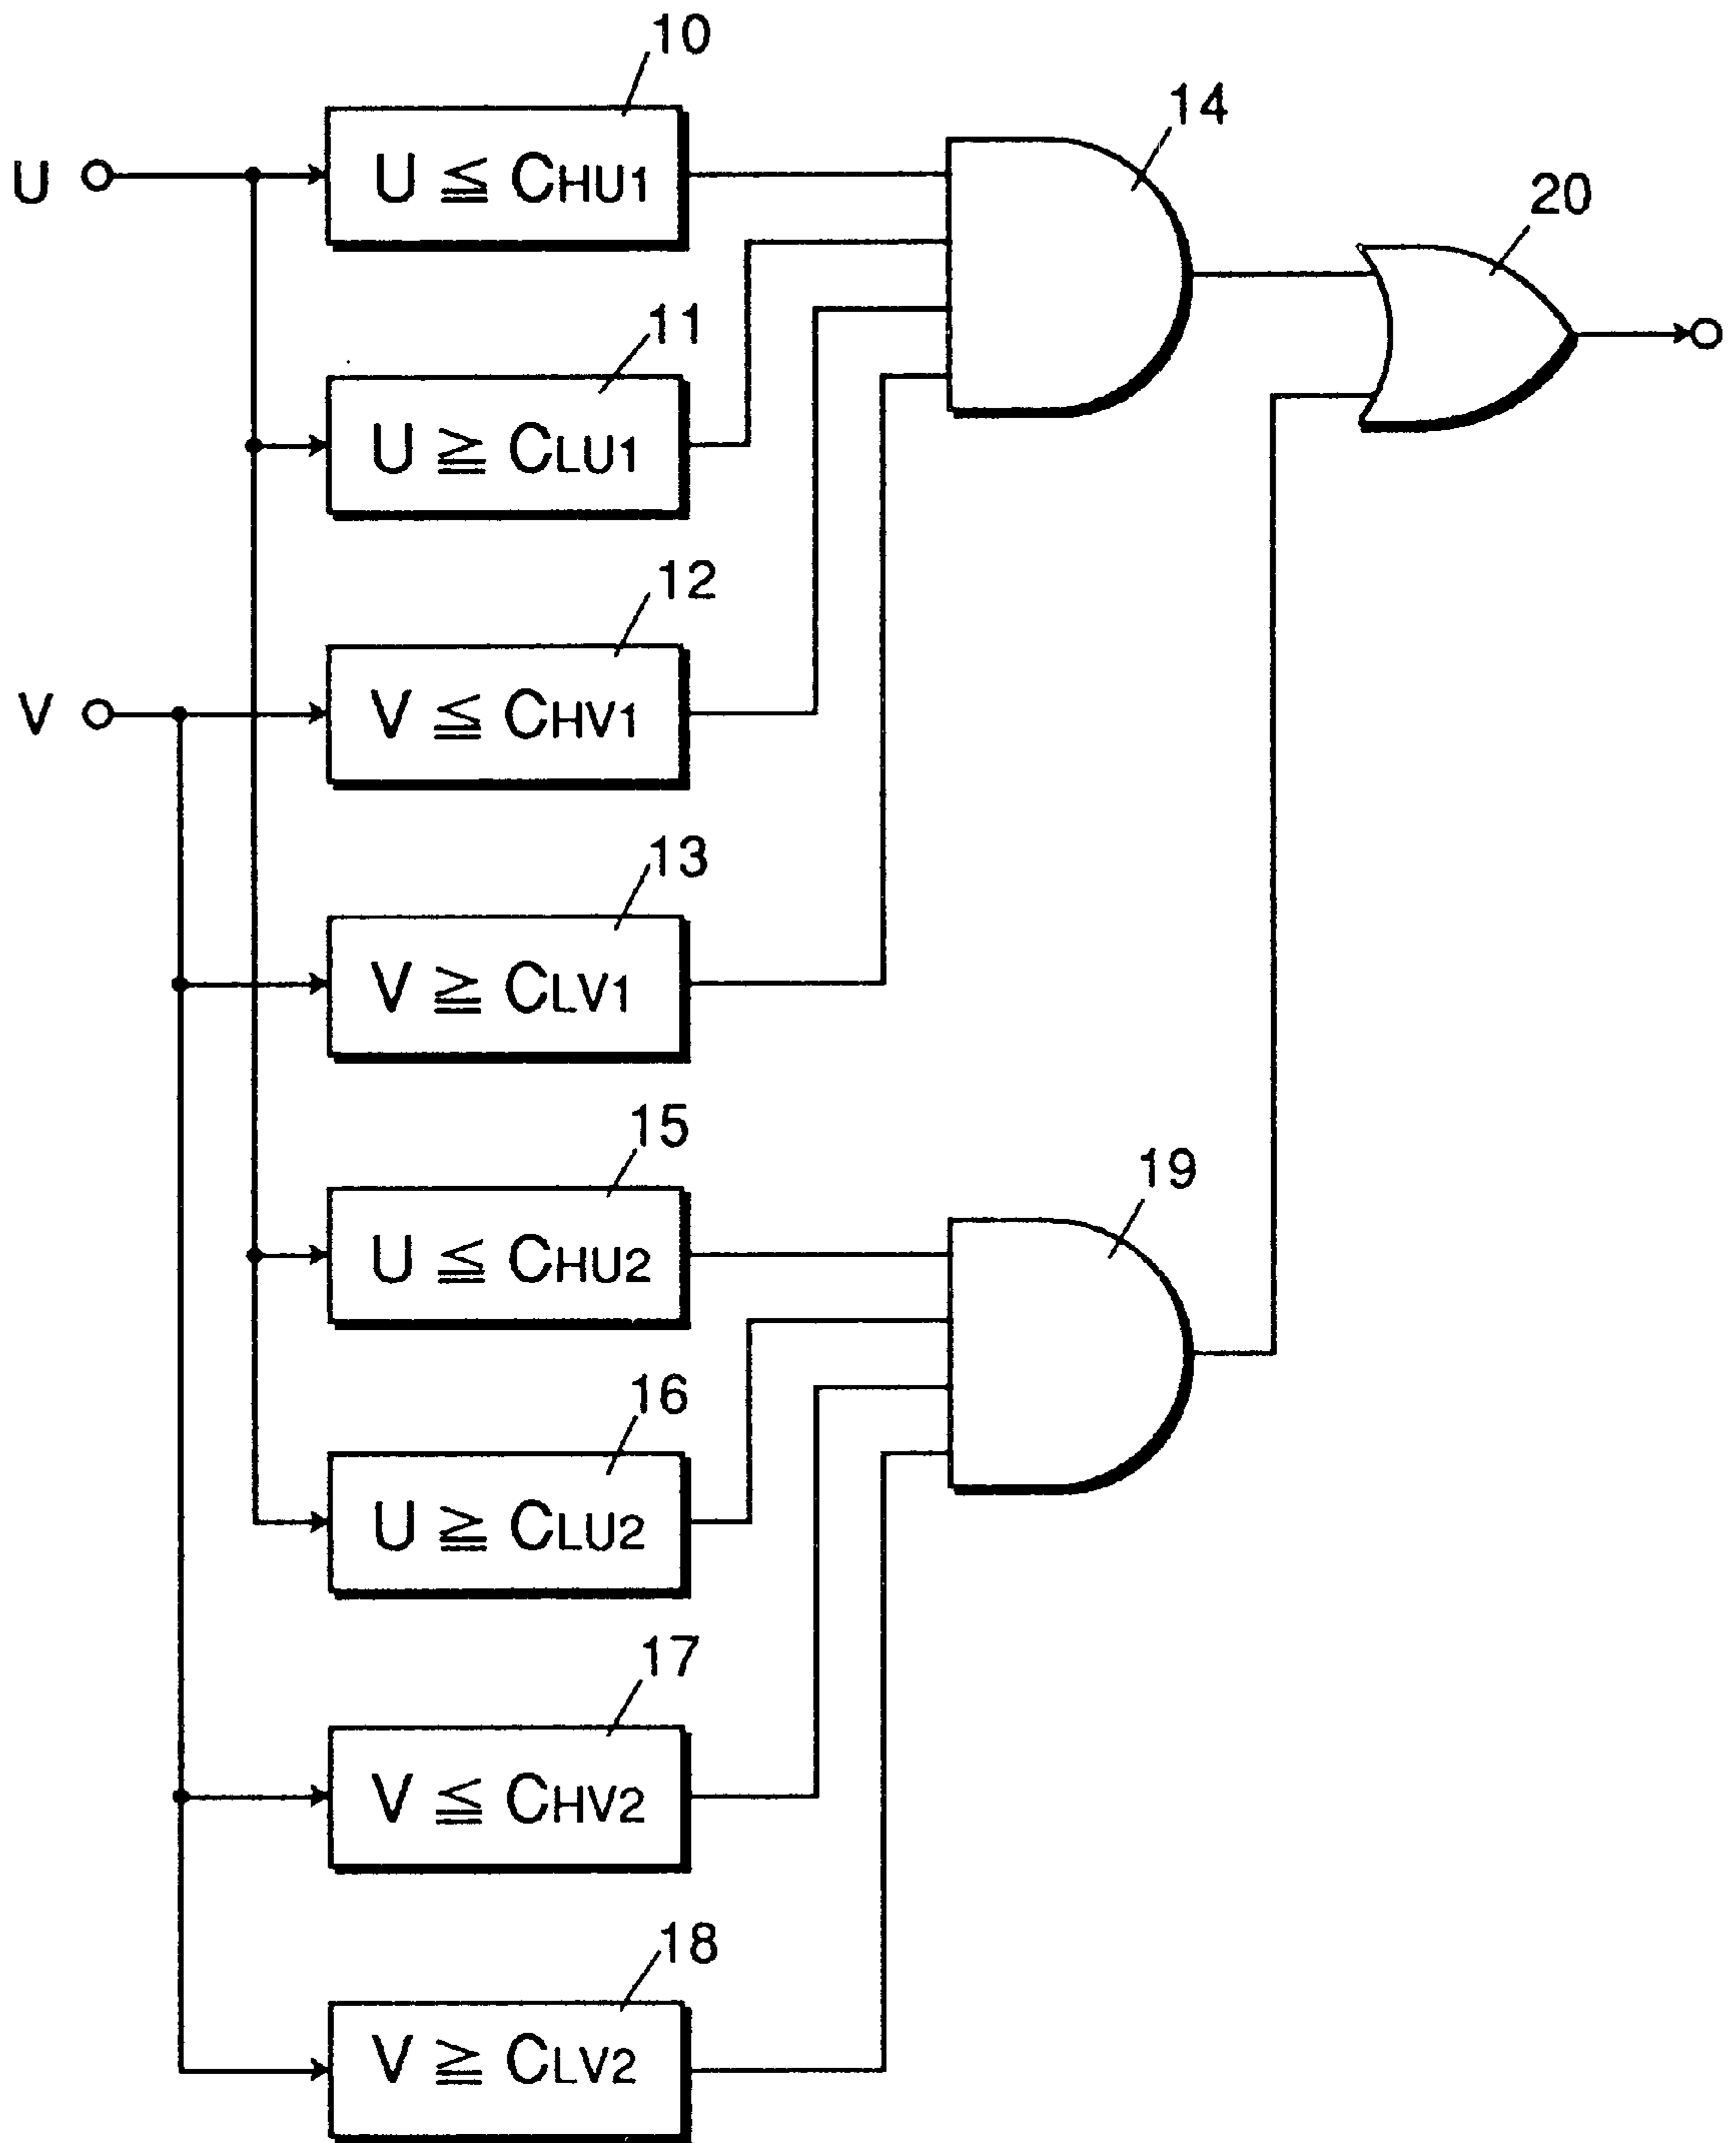 10
U ≦ CHU1
14
U
20
11
U ≧ CLU1
12
V
V ≦ CHV1
13
V ≧ CLV1
15
U ≦ CHU2
19
16
U ≧ CLU2
17
V ≦ CHV2
18
V ≧ CLV2